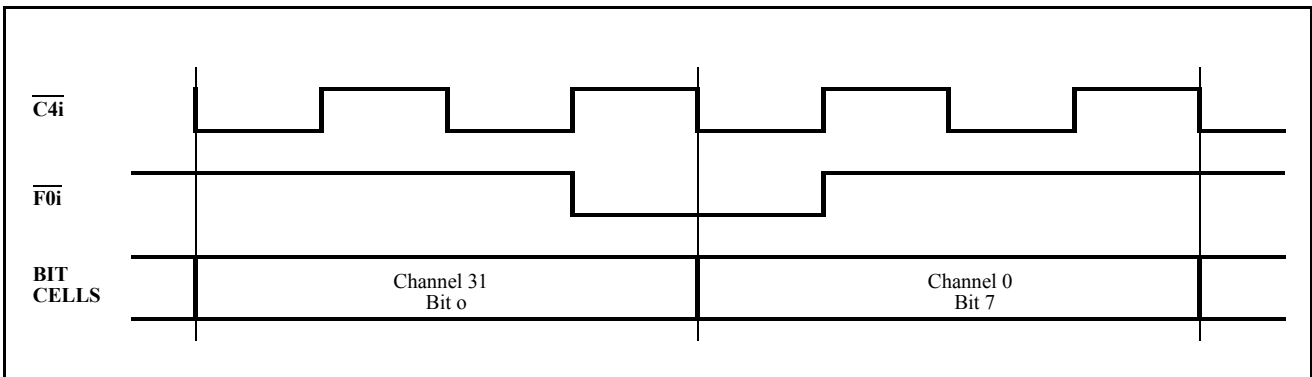 C4i
F0i
BIT
CELLS
Channel 31
Bit o
Channel 0
Bit 7